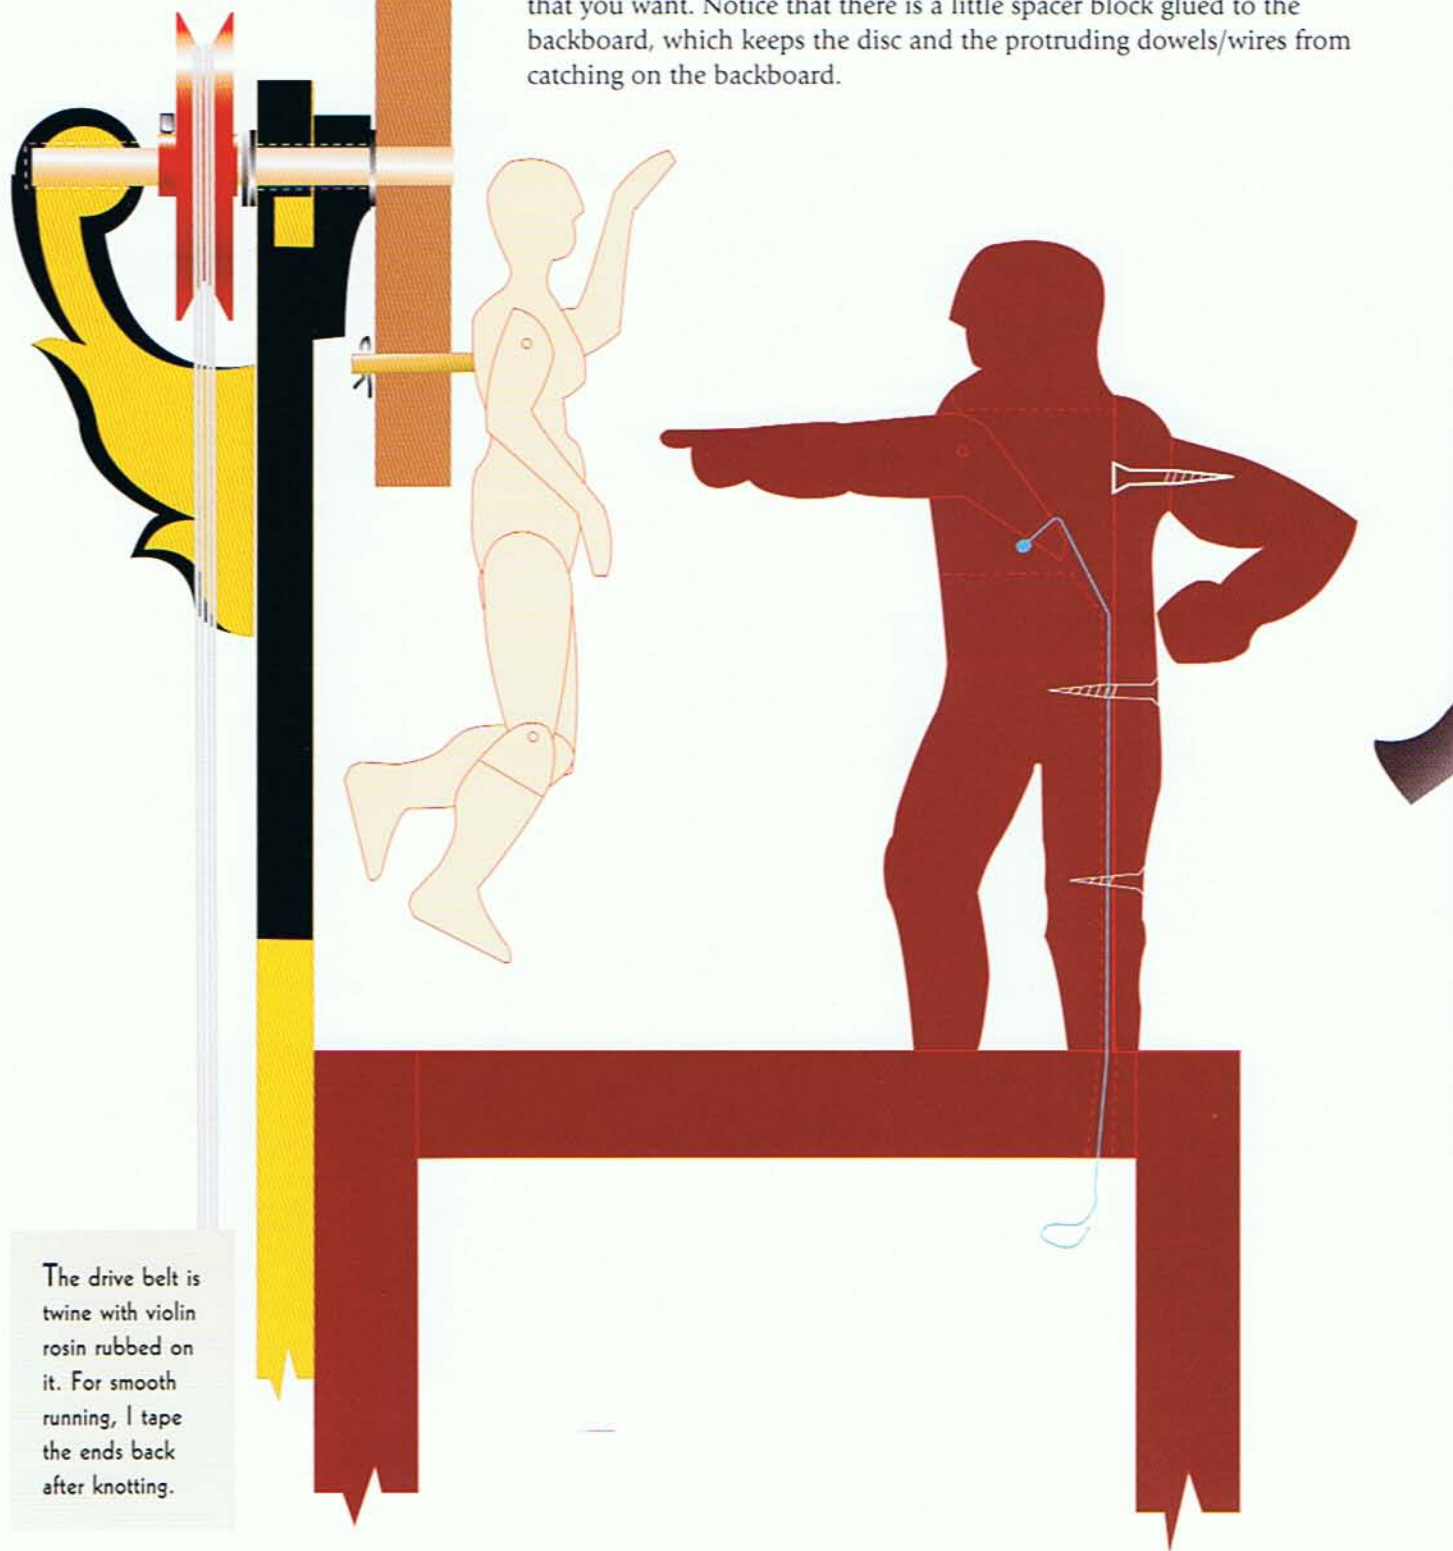 that you want. Notice that there is a little spacer block glued to the
backboard, which keeps the disc and the protruding dowels/wires from
catching on the backboard.
The drive belt is
twine with violin
rosin rubbed on
it. For smooth
running, I tape
the ends back
after knotting.